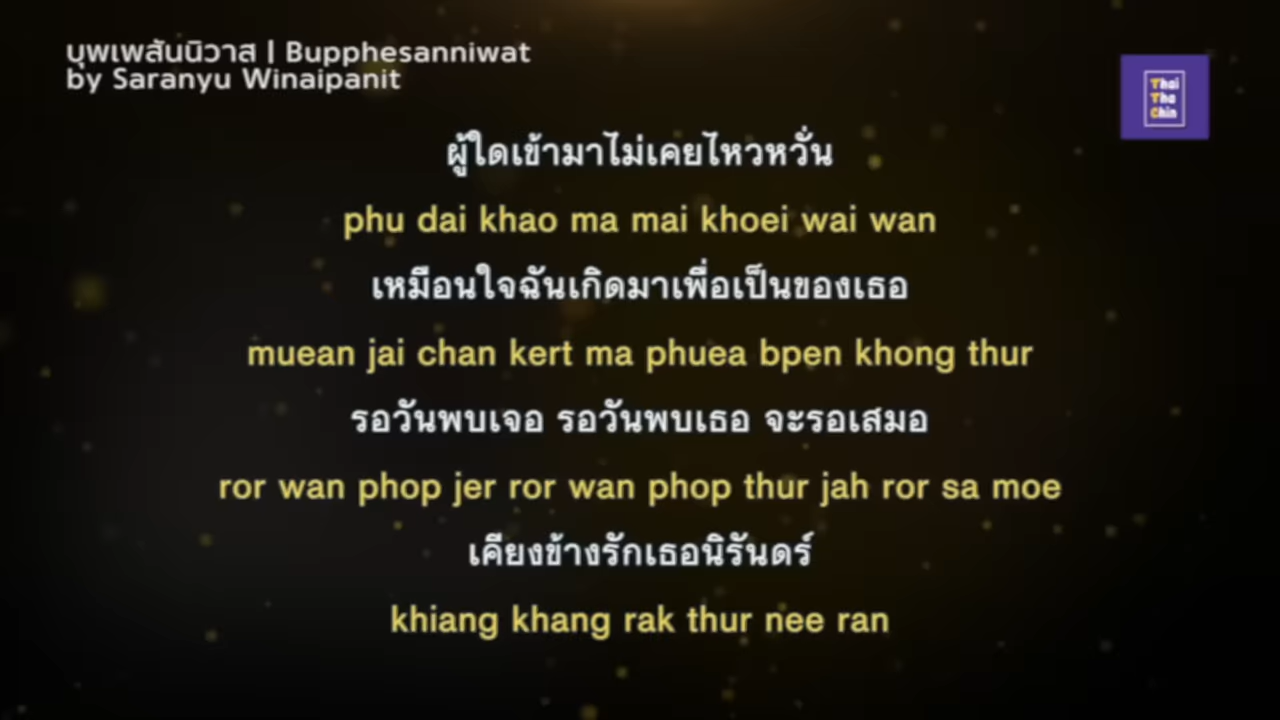 บุพเพสันนิวาส | Bupphesanniwat
by Saranyu Winaipanit
Thai
Tha
Chin
ผู้ใดเข้ามาไม่เคยไหวหวั่น
phu dai khao ma mai khoei wai wan
เหมือนใจฉันเกิดมาเพื่อเป็นของเธอ
muean jai chan kert ma phuea bpen khong thur
รอวันพบเจอ รอวันพบเธอ จะรอเสมอ
ror wan phop jer ror wan phop thur jah ror sa moe
เคียงข้างรักเธอนิรันดร์
khiang khang rak thur nee ran